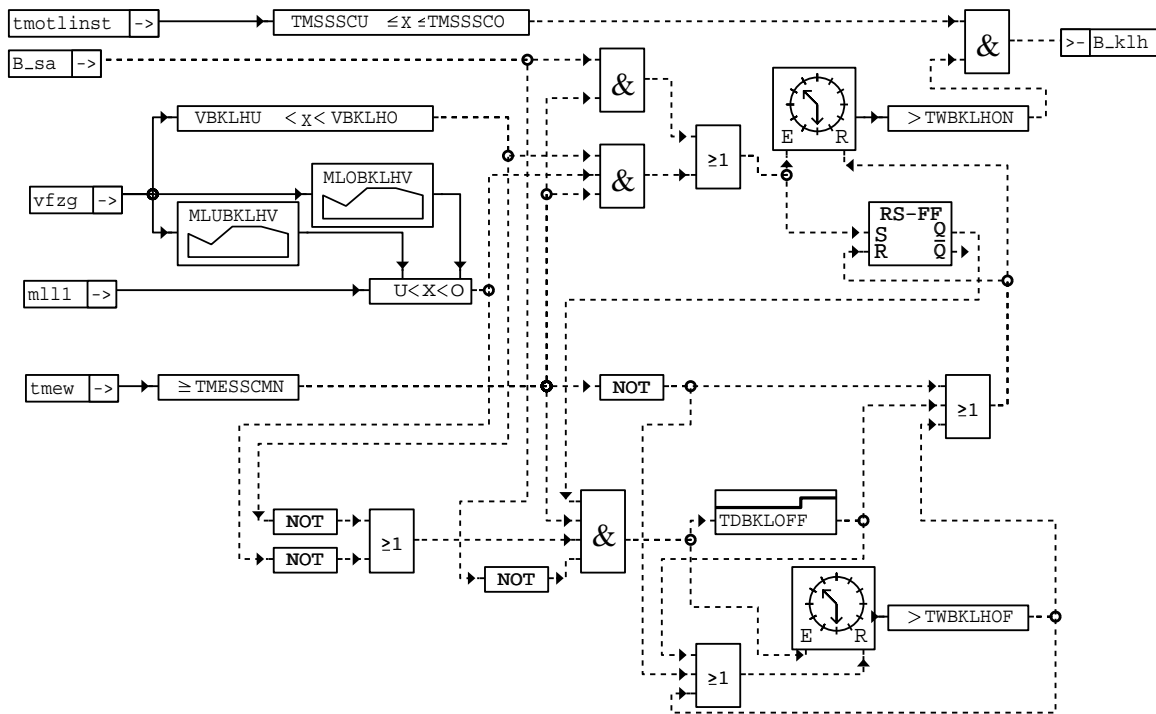 tmotlinst ->
TMSSSCU ≤ X ≤ TMSSSCO
& >- B_klh
B_sa ->
&
E R
> TWBKLHON
VBKLHU < X < VBKLHO
≥1
&
vfzg ->
MLOBKLHV
MLUBKLHV
RS-FF
S Q
R Q̅
mll1 ->
U<X<O
tmew ->
≥ TMESSCMN
NOT
≥1
NOT
≥1
NOT
&
TDBKLOFF
NOT
E R
> TWBKLHOF
≥1